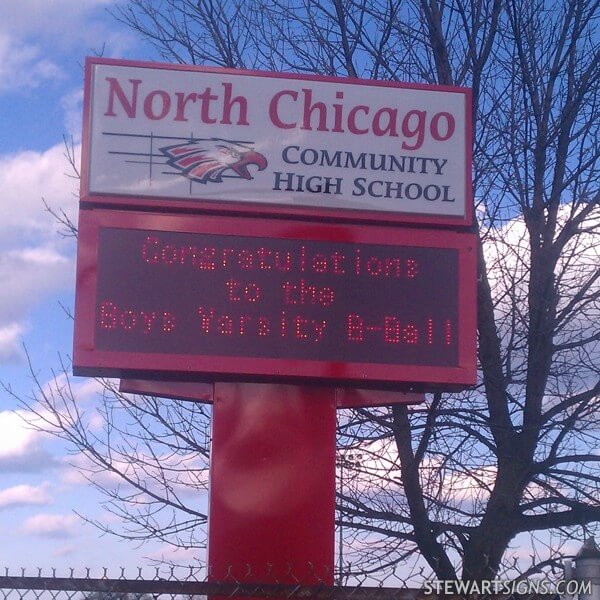 North Chicago
COMMUNITY
HIGH SCHOOL
Congratulations
to the
Boys Varsity B-Ball
STEWARTSIGNS.COM